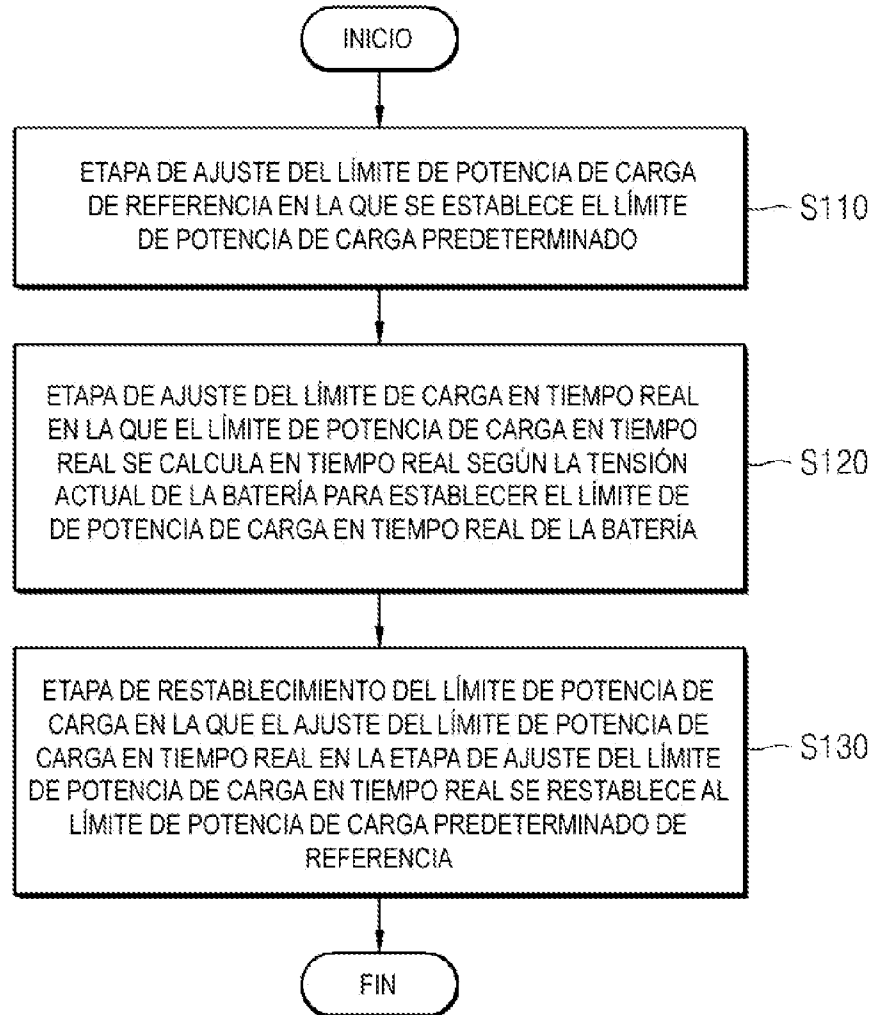 INICIO
ETAPA DE AJUSTE DEL LÍMITE DE POTENCIA DE CARGA
DE REFERENCIA EN LA QUE SE ESTABLECE EL LÍMITE
DE POTENCIA DE CARGA PREDETERMINADO
S110
ETAPA DE AJUSTE DEL LÍMITE DE CARGA EN TIEMPO REAL
EN LA QUE EL LÍMITE DE POTENCIA DE CARGA EN TIEMPO
REAL SE CALCULA EN TIEMPO REAL SEGÚN LA TENSIÓN
ACTUAL DE LA BATERÍA PARA ESTABLECER EL LÍMITE DE
DE POTENCIA DE CARGA EN TIEMPO REAL DE LA BATERÍA
S120
ETAPA DE RESTABLECIMIENTO DEL LÍMITE DE POTENCIA DE
CARGA EN LA QUE EL AJUSTE DEL LÍMITE DE POTENCIA DE
CARGA EN TIEMPO REAL EN LA ETAPA DE AJUSTE DEL LÍMITE
DE POTENCIA DE CARGA EN TIEMPO REAL SE RESTABLECE AL
LÍMITE DE POTENCIA DE CARGA PREDETERMINADO DE
REFERENCIA
S130
FIN